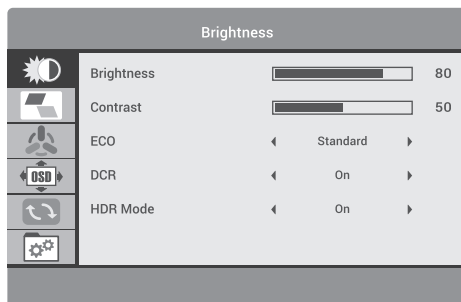 Brightness
Brightness 80
Contrast 50
ECO Standard
DCR On
HDR Mode On
OSD